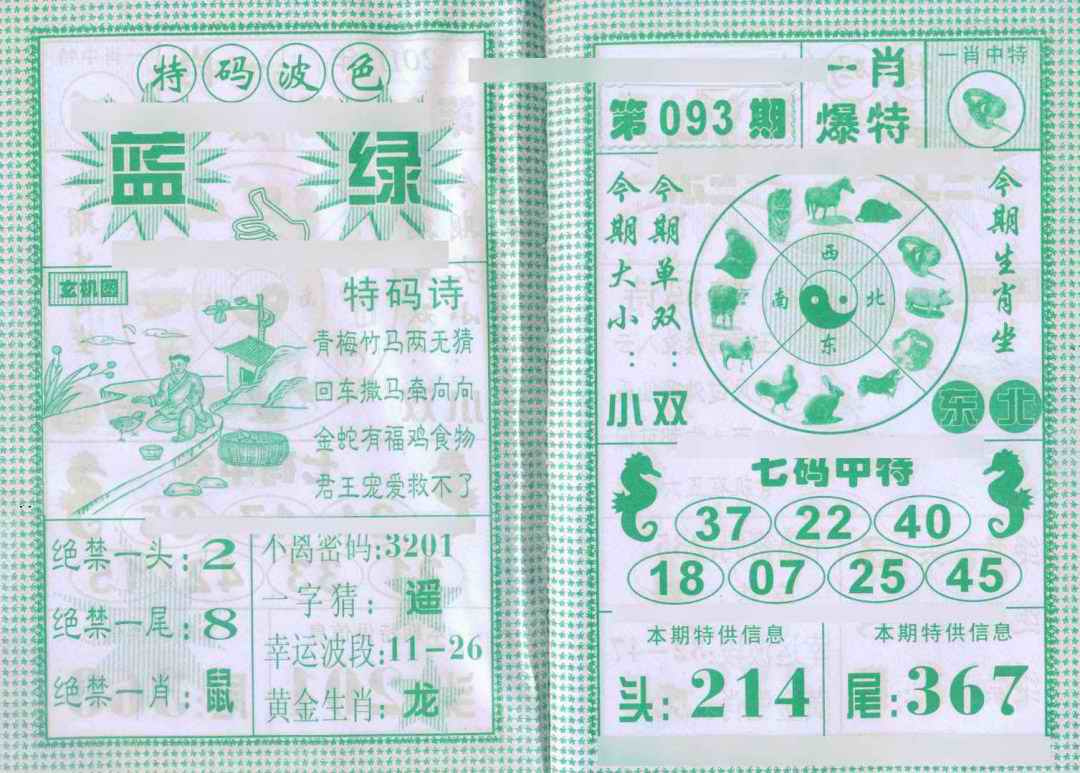 特码波色
蓝 绿
玄机图
特码诗
青梅竹马两无猜
回车撒马牵向向
金蛇有福鸡食物
君王宠爱救不了
绝禁一头:2
绝禁一尾:8
绝禁一肖:鼠
不离密码:3201
一字猜:遥
幸运波段:11-26
黄金生肖:龙
第093期
一肖
爆特
一肖中特
今期大小:小
今期单双:双
西
南 北
东
今期生肖坐
东北
七码中特
37 22 40
18 07 25 45
本期特供信息
头:214
本期特供信息
尾:367